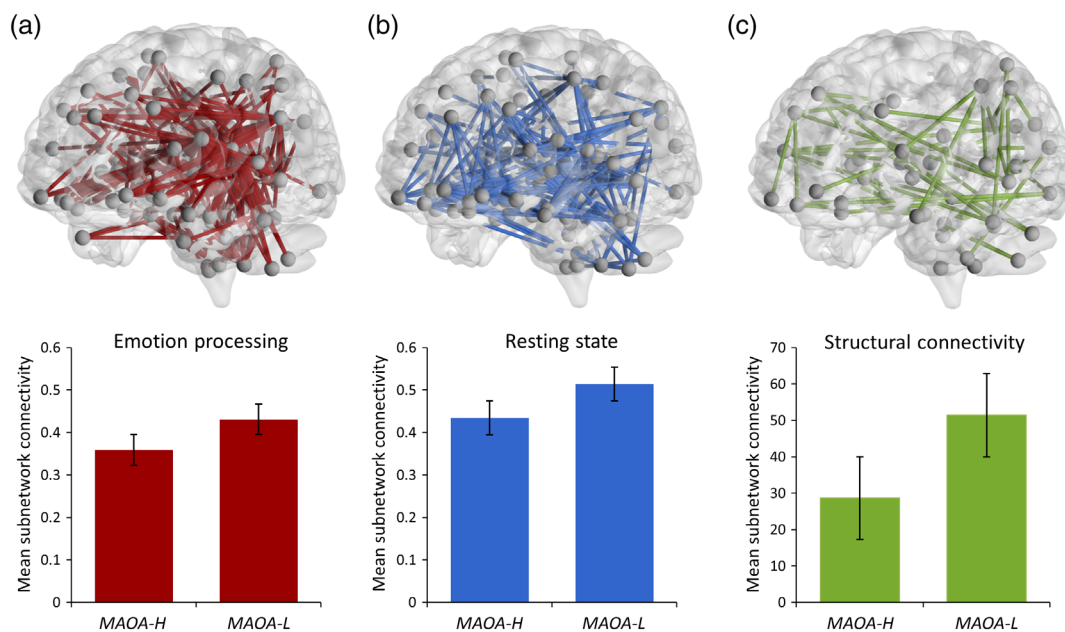 (a)
(b)
(c)
Emotion processing
Mean subnetwork connectivity
0.6
0.5
0.4
0.3
0.2
0.1
0
MAOA-H
MAOA-L
Resting state
Mean subnetwork connectivity
0.6
0.5
0.4
0.3
0.2
0.1
0
MAOA-H
MAOA-L
Structural connectivity
Mean subnetwork connectivity
70
60
50
40
30
20
10
0
MAOA-H
MAOA-L